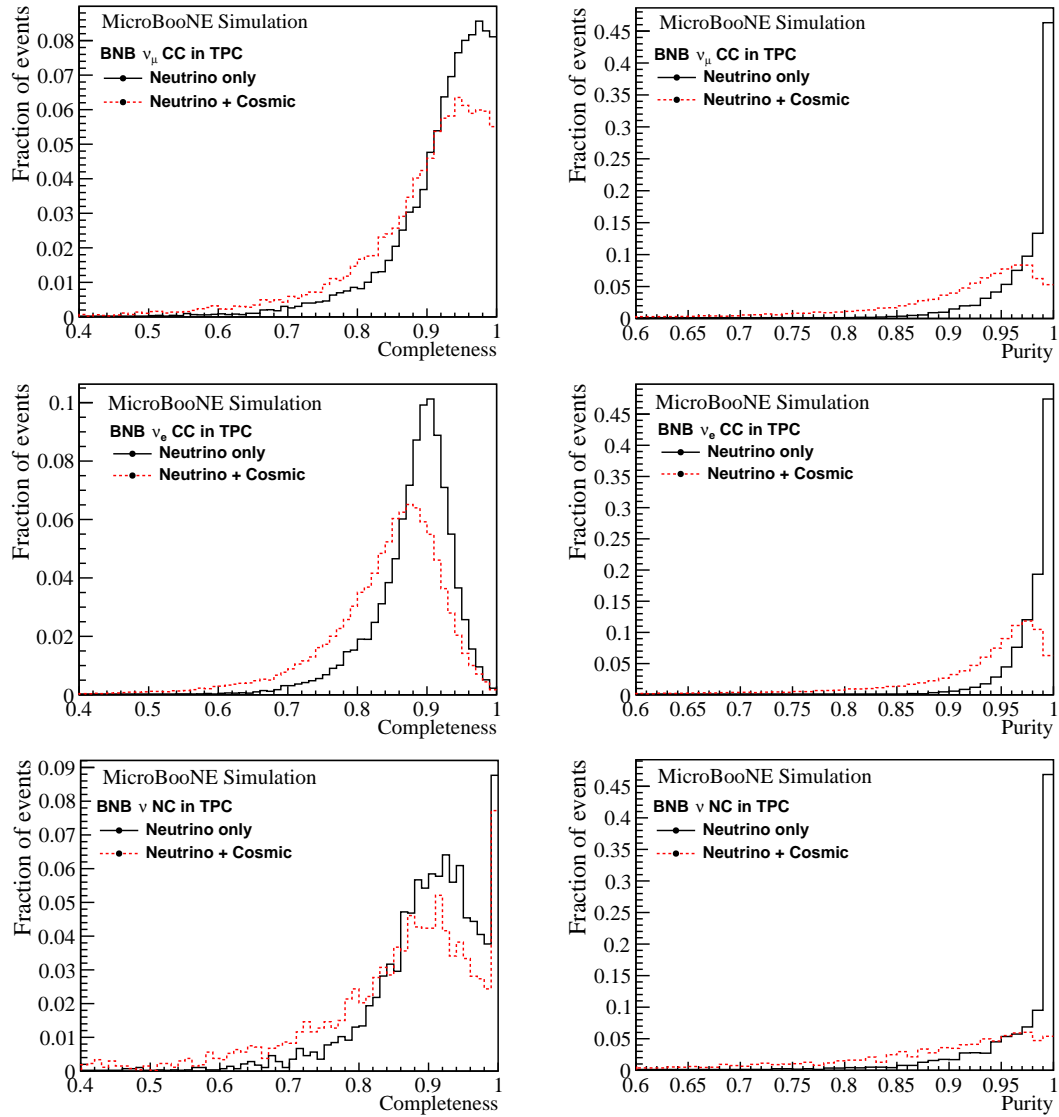 MicroBooNE Simulation
BNB νμ CC in TPC
Neutrino only
Neutrino + Cosmic
Fraction of events
0.08
0.07
0.06
0.05
0.04
0.03
0.02
0.01
0
0.4 0.5 0.6 0.7 0.8 0.9 1
Completeness
MicroBooNE Simulation
BNB νμ CC in TPC
Neutrino only
Neutrino + Cosmic
Fraction of events
0.45
0.4
0.35
0.3
0.25
0.2
0.15
0.1
0.05
0
0.6 0.65 0.7 0.75 0.8 0.85 0.9 0.95 1
Purity
MicroBooNE Simulation
BNB νe CC in TPC
Neutrino only
Neutrino + Cosmic
Fraction of events
0.1
0.08
0.06
0.04
0.02
0
0.4 0.5 0.6 0.7 0.8 0.9 1
Completeness
MicroBooNE Simulation
BNB νe CC in TPC
Neutrino only
Neutrino + Cosmic
Fraction of events
0.45
0.4
0.35
0.3
0.25
0.2
0.15
0.1
0.05
0
0.6 0.65 0.7 0.75 0.8 0.85 0.9 0.95 1
Purity
MicroBooNE Simulation
BNB ν NC in TPC
Neutrino only
Neutrino + Cosmic
Fraction of events
0.09
0.08
0.07
0.06
0.05
0.04
0.03
0.02
0.01
0
0.4 0.5 0.6 0.7 0.8 0.9 1
Completeness
MicroBooNE Simulation
BNB ν NC in TPC
Neutrino only
Neutrino + Cosmic
Fraction of events
0.45
0.4
0.35
0.3
0.25
0.2
0.15
0.1
0.05
0
0.6 0.65 0.7 0.75 0.8 0.85 0.9 0.95 1
Purity